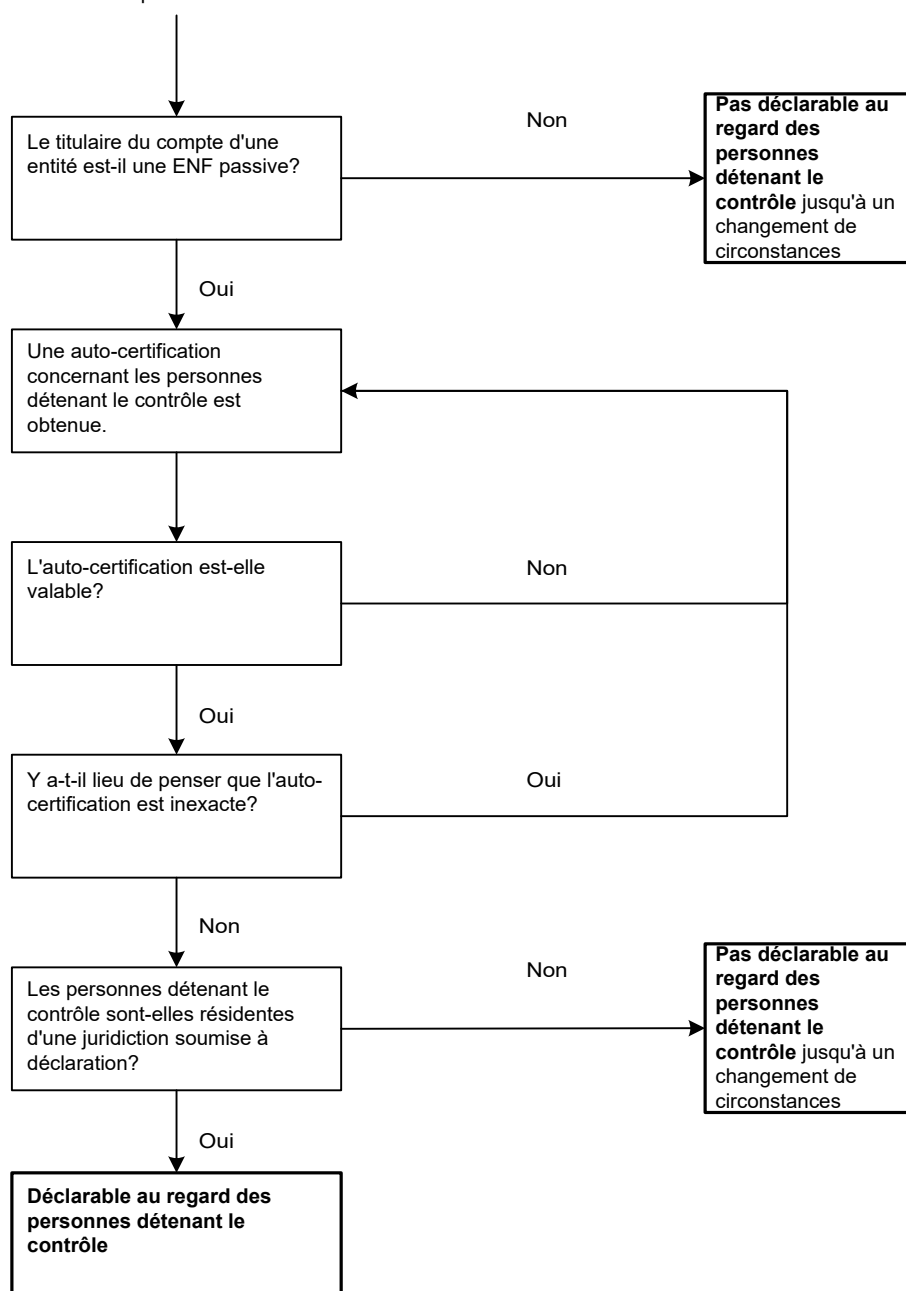 Non
Pas déclarable au
regard des
personnes
détenant le
contrôle jusqu'à un
changement de
circonstances
Le titulaire du compte d'une
entité est-il une ENF passive?
Oui
Une auto-certification
concernant les personnes
détenant le contrôle est
obtenue.
L'auto-certification est-elle
valable?
Non
Oui
Y a-t-il lieu de penser que l'auto-
certification est inexacte?
Oui
Non
Les personnes détenant le
contrôle sont-elles résidentes
d'une juridiction soumise à
déclaration?
Non
Pas déclarable au
regard des
personnes
détenant le
contrôle jusqu'à un
changement de
circonstances
Oui
Déclarable au regard des
personnes détenant le
contrôle